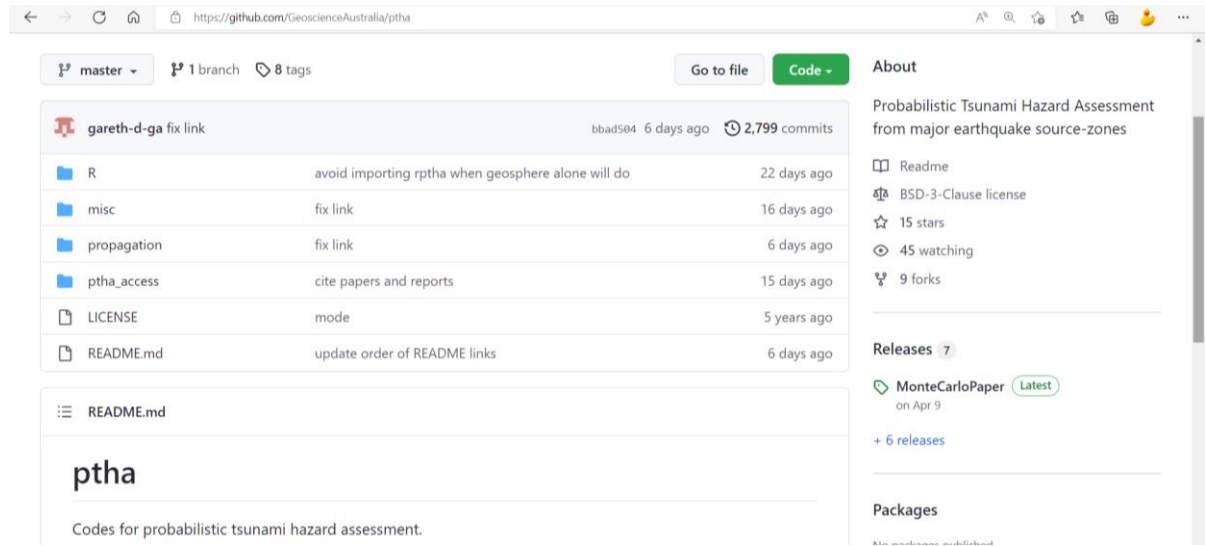 https://github.com/GeoscienceAustralia/ptha
master 1 branch 8 tags Go to file Code
gareth-d-ga fix link bbad504 6 days ago 2,799 commits
R avoid importing rptha when geosphere alone will do 22 days ago
misc fix link 16 days ago
propagation fix link 6 days ago
ptha_access cite papers and reports 15 days ago
LICENSE mode 5 years ago
README.md update order of README links 6 days ago
README.md
ptha
Codes for probabilistic tsunami hazard assessment.
About
Probabilistic Tsunami Hazard Assessment
from major earthquake source-zones
Readme
BSD-3-Clause license
15 stars
45 watching
9 forks
Releases 7
MonteCarloPaper Latest
on Apr 9
+ 6 releases
Packages
No packages published